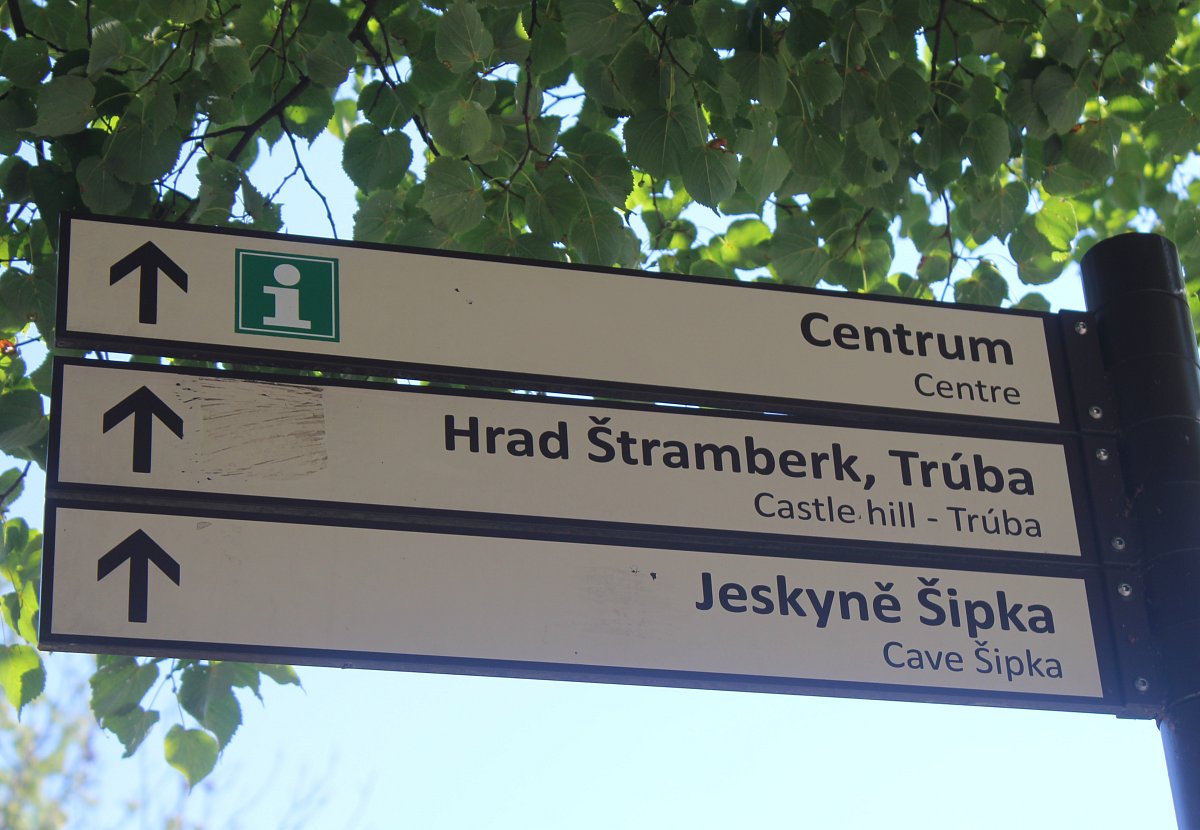 i
Centrum
Centre
Hrad Štramberk, Trúba
Castle hill - Trúba
Jeskyně Šipka
Cave Šipka